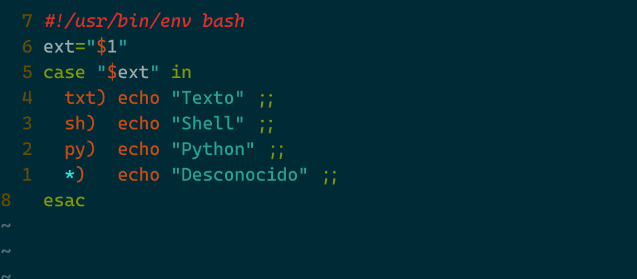 7 #!/usr/bin/env bash
6 ext="$1"
5 case "$ext" in
4   txt) echo "Texto" ;;
3   sh)  echo "Shell" ;;
2   py)  echo "Python" ;;
1   *)   echo "Desconocido" ;;
8   esac
~
~
~